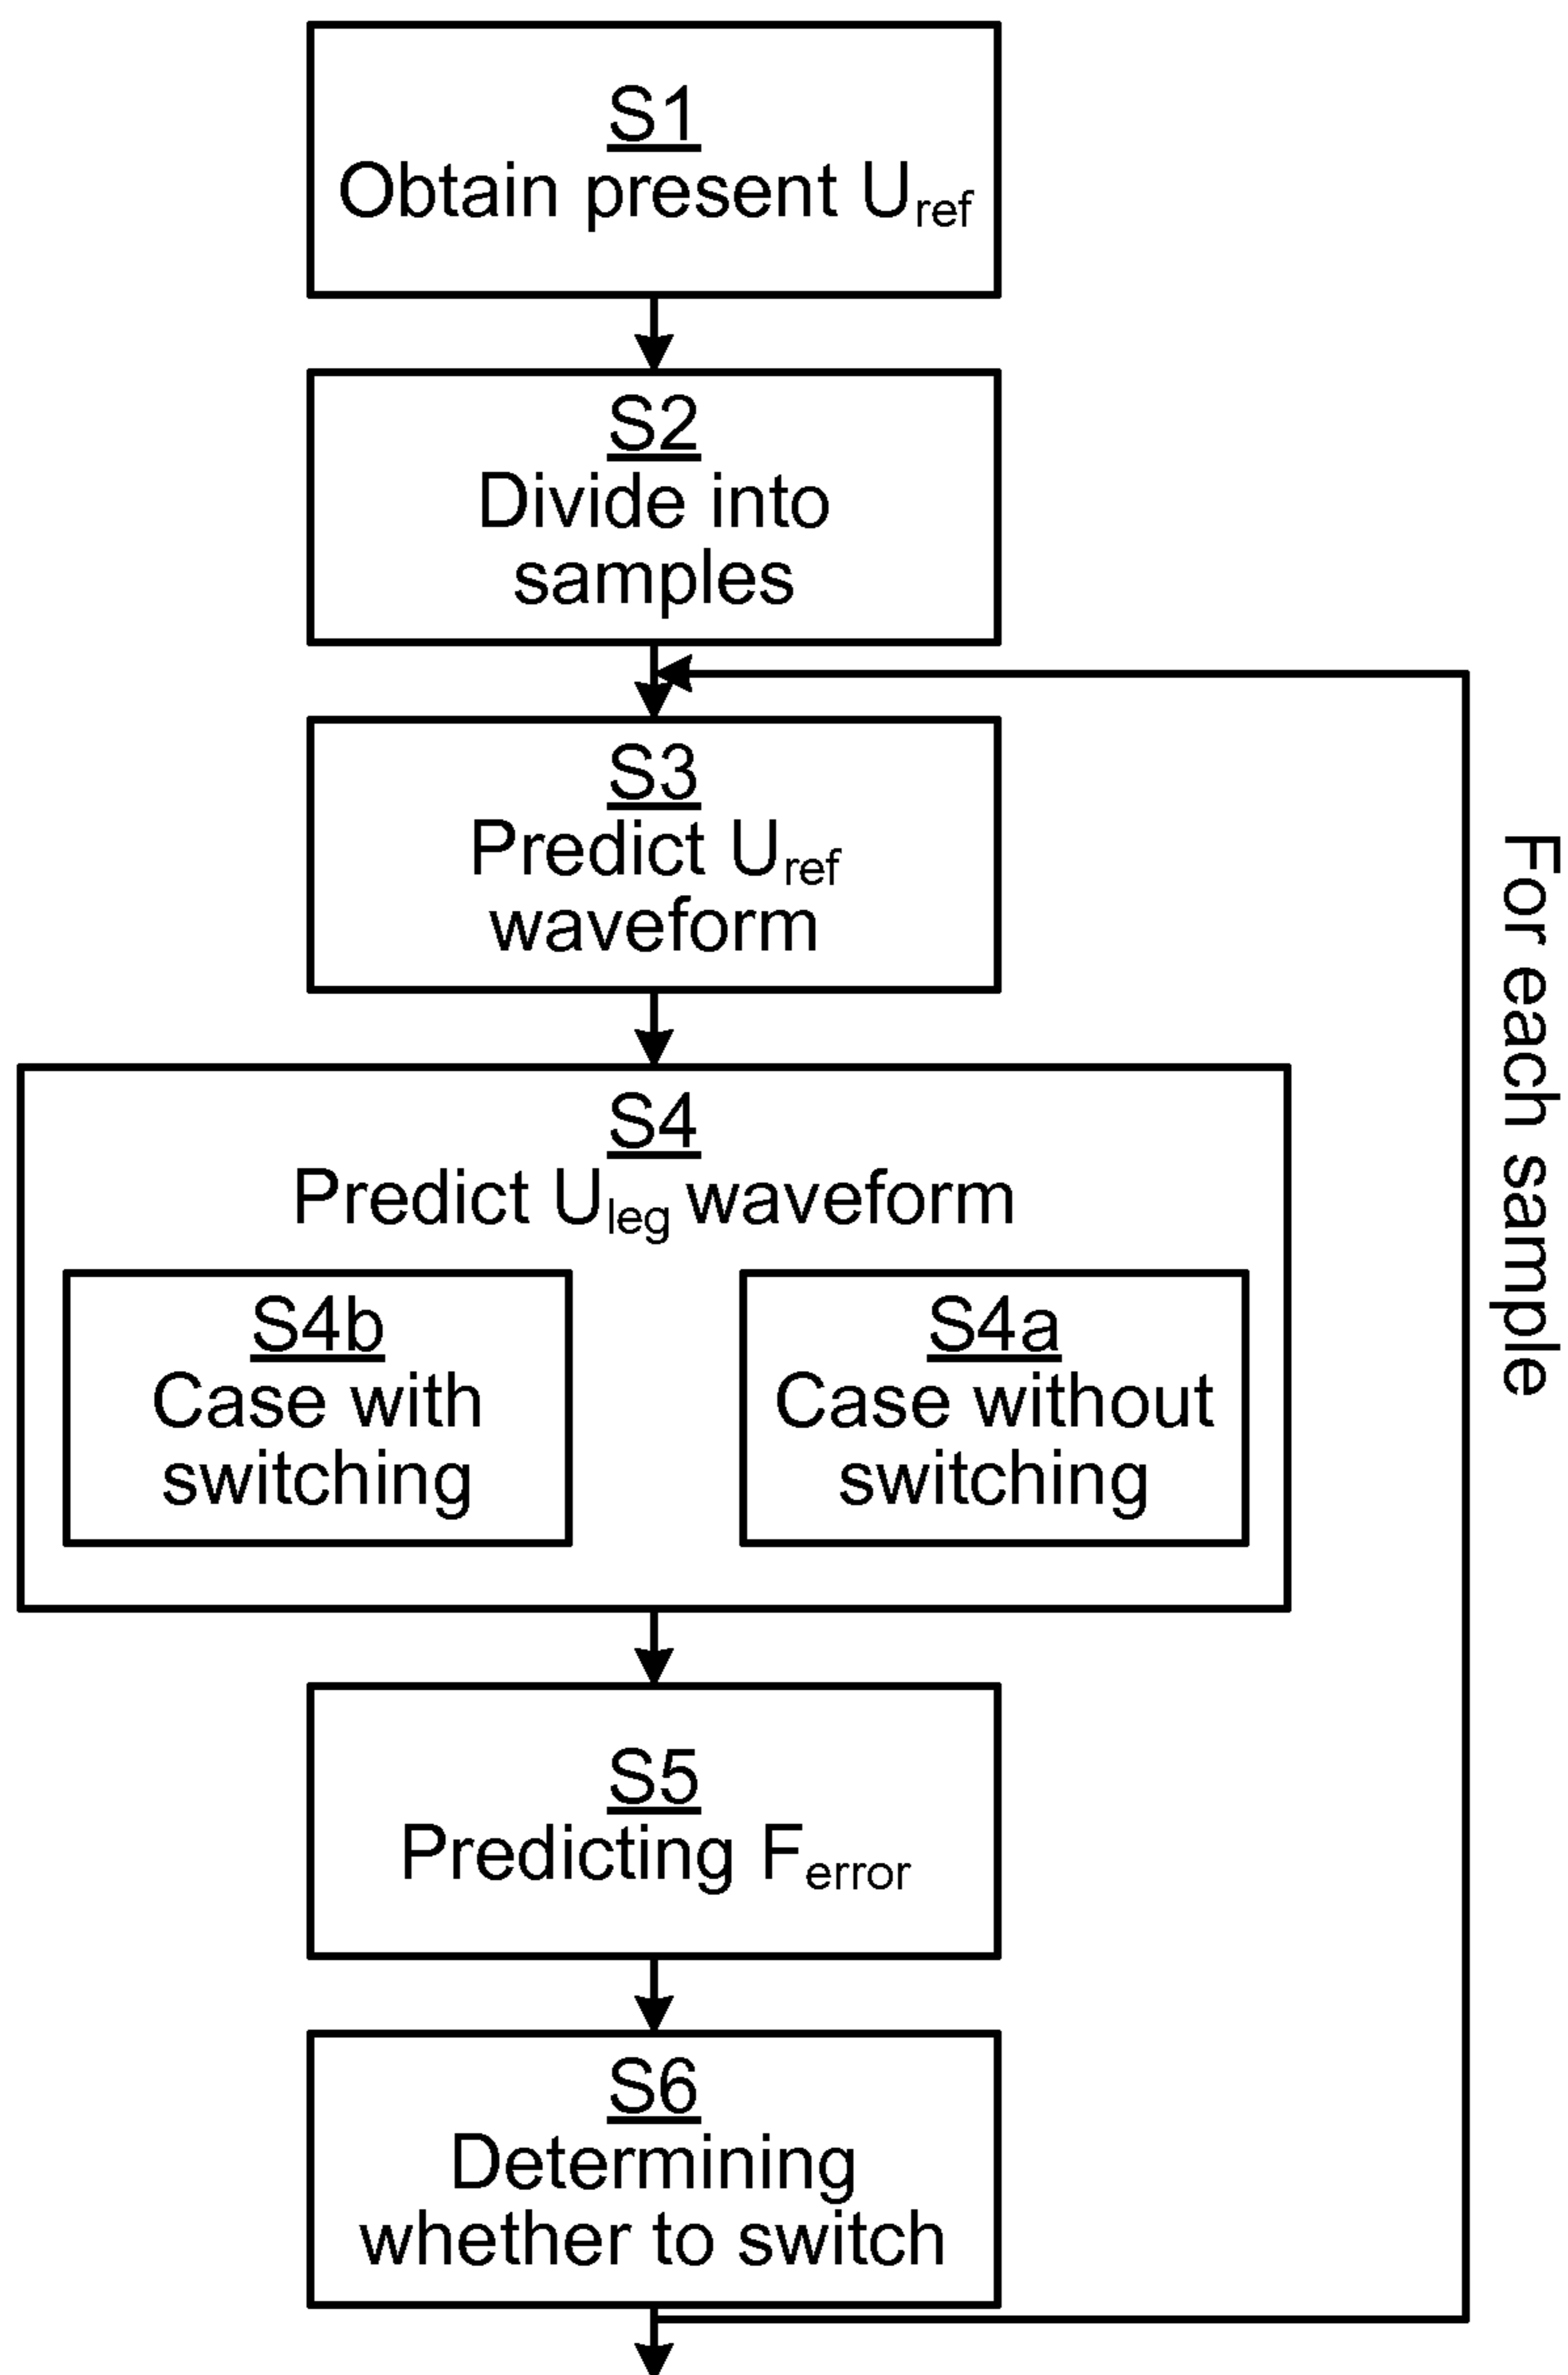 S1
Obtain present Uref
S2
Divide into
samples
S3
Predict Uref
waveform
S4
Predict Uleg waveform
S4b
Case with
switching
S4a
Case without
switching
S5
Predicting Ferror
S6
Determining
whether to switch
For each sample